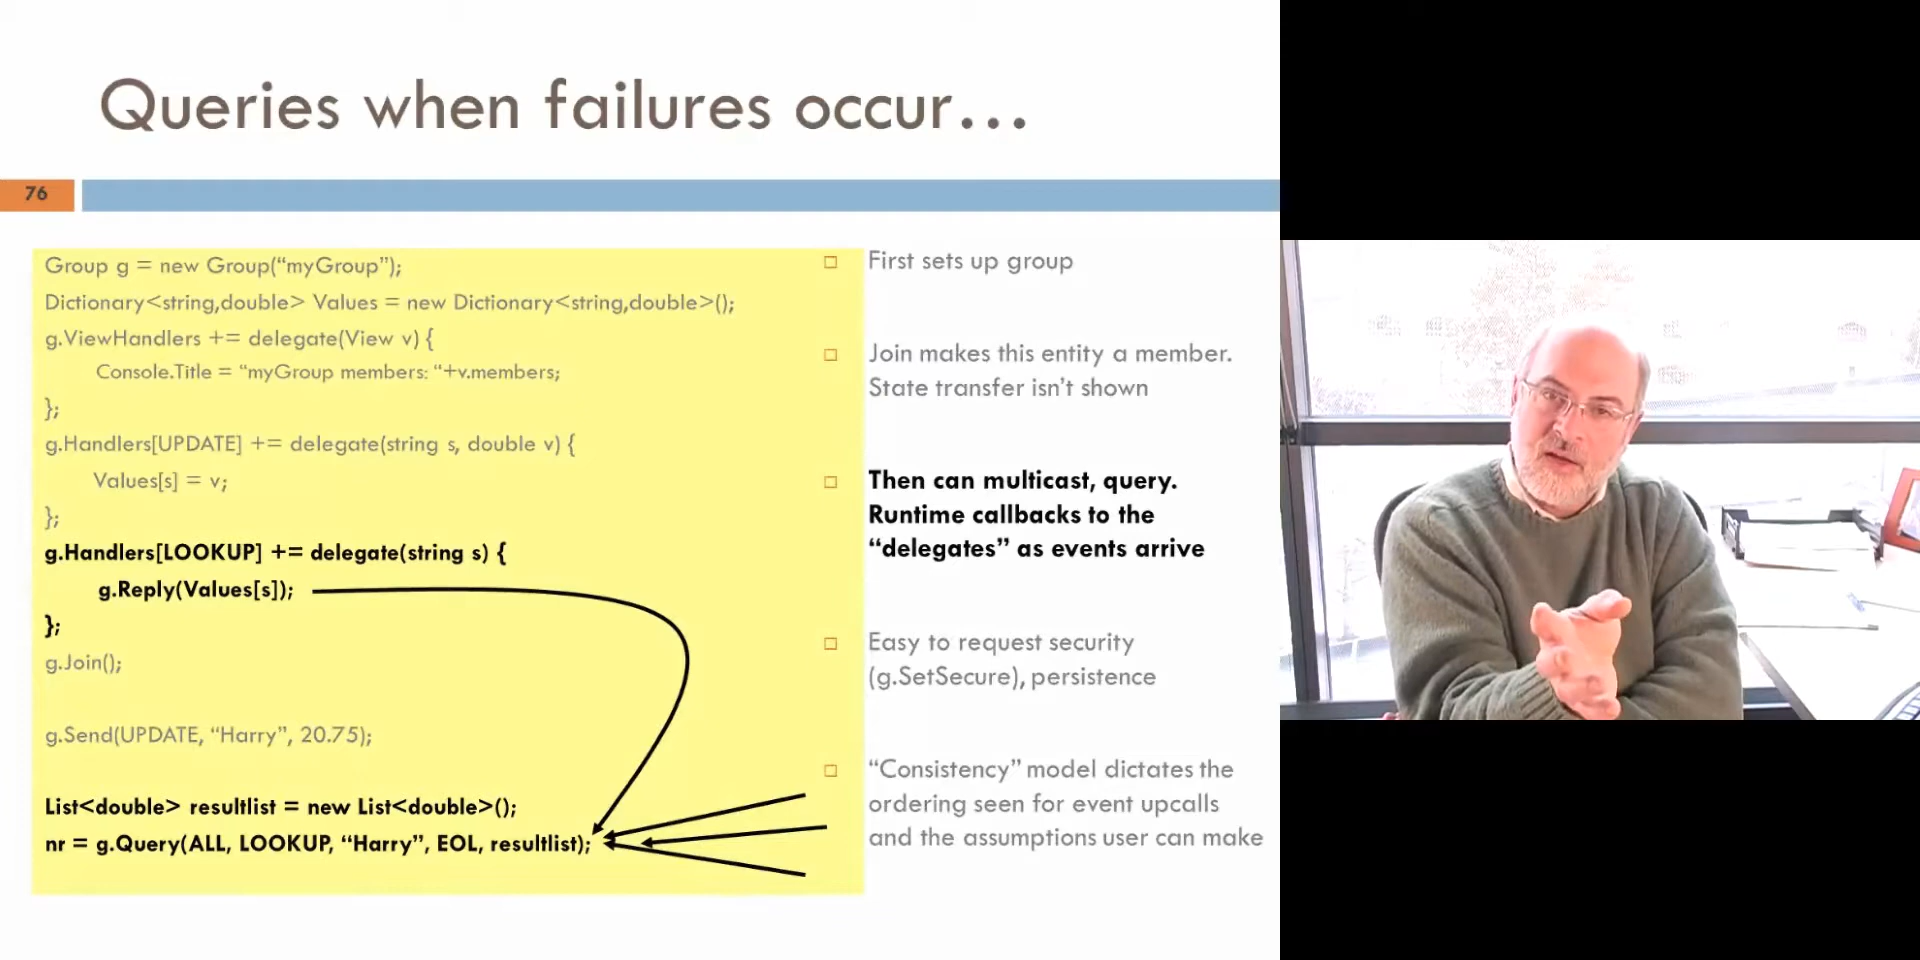 Queries when failures occur…
76
Group g = new Group(“myGroup”);
Dictionary<string,double> Values = new Dictionary<string,double>();
g.ViewHandlers += delegate(View v) {
Console.Title = “myGroup members: “+v.members;
};
g.Handlers[UPDATE] += delegate(string s, double v) {
Values[s] = v;
};
g.Handlers[LOOKUP] += delegate(string s) {
g.Reply(Values[s]);
};
g.Join();
g.Send(UPDATE, “Harry”, 20.75);
List<double> resultlist = new List<double>();
nr = g.Query(ALL, LOOKUP, “Harry”, EOL, resultlist);
First sets up group
Join makes this entity a member.
State transfer isn’t shown
Then can multicast, query.
Runtime callbacks to the
“delegates” as events arrive
Easy to request security
(g.SetSecure), persistence
“Consistency” model dictates the
ordering seen for event upcalls
and the assumptions user can make